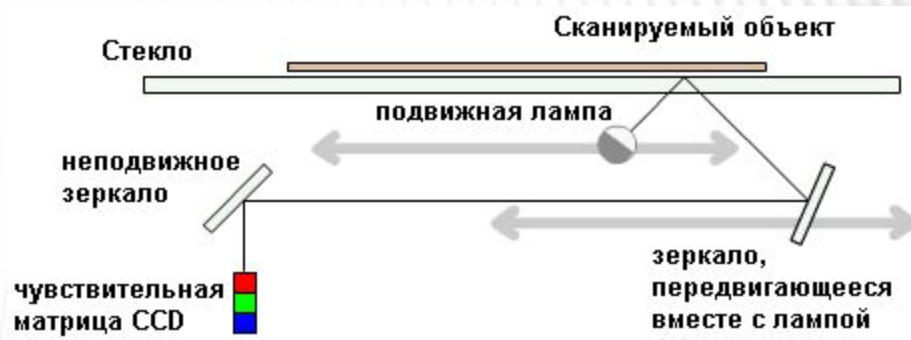 Сканируемый объект
Стекло
подвижная лампа
неподвижное
зеркало
зеркало,
передвигающееся
вместе с лампой
чувствительная
матрица CCD